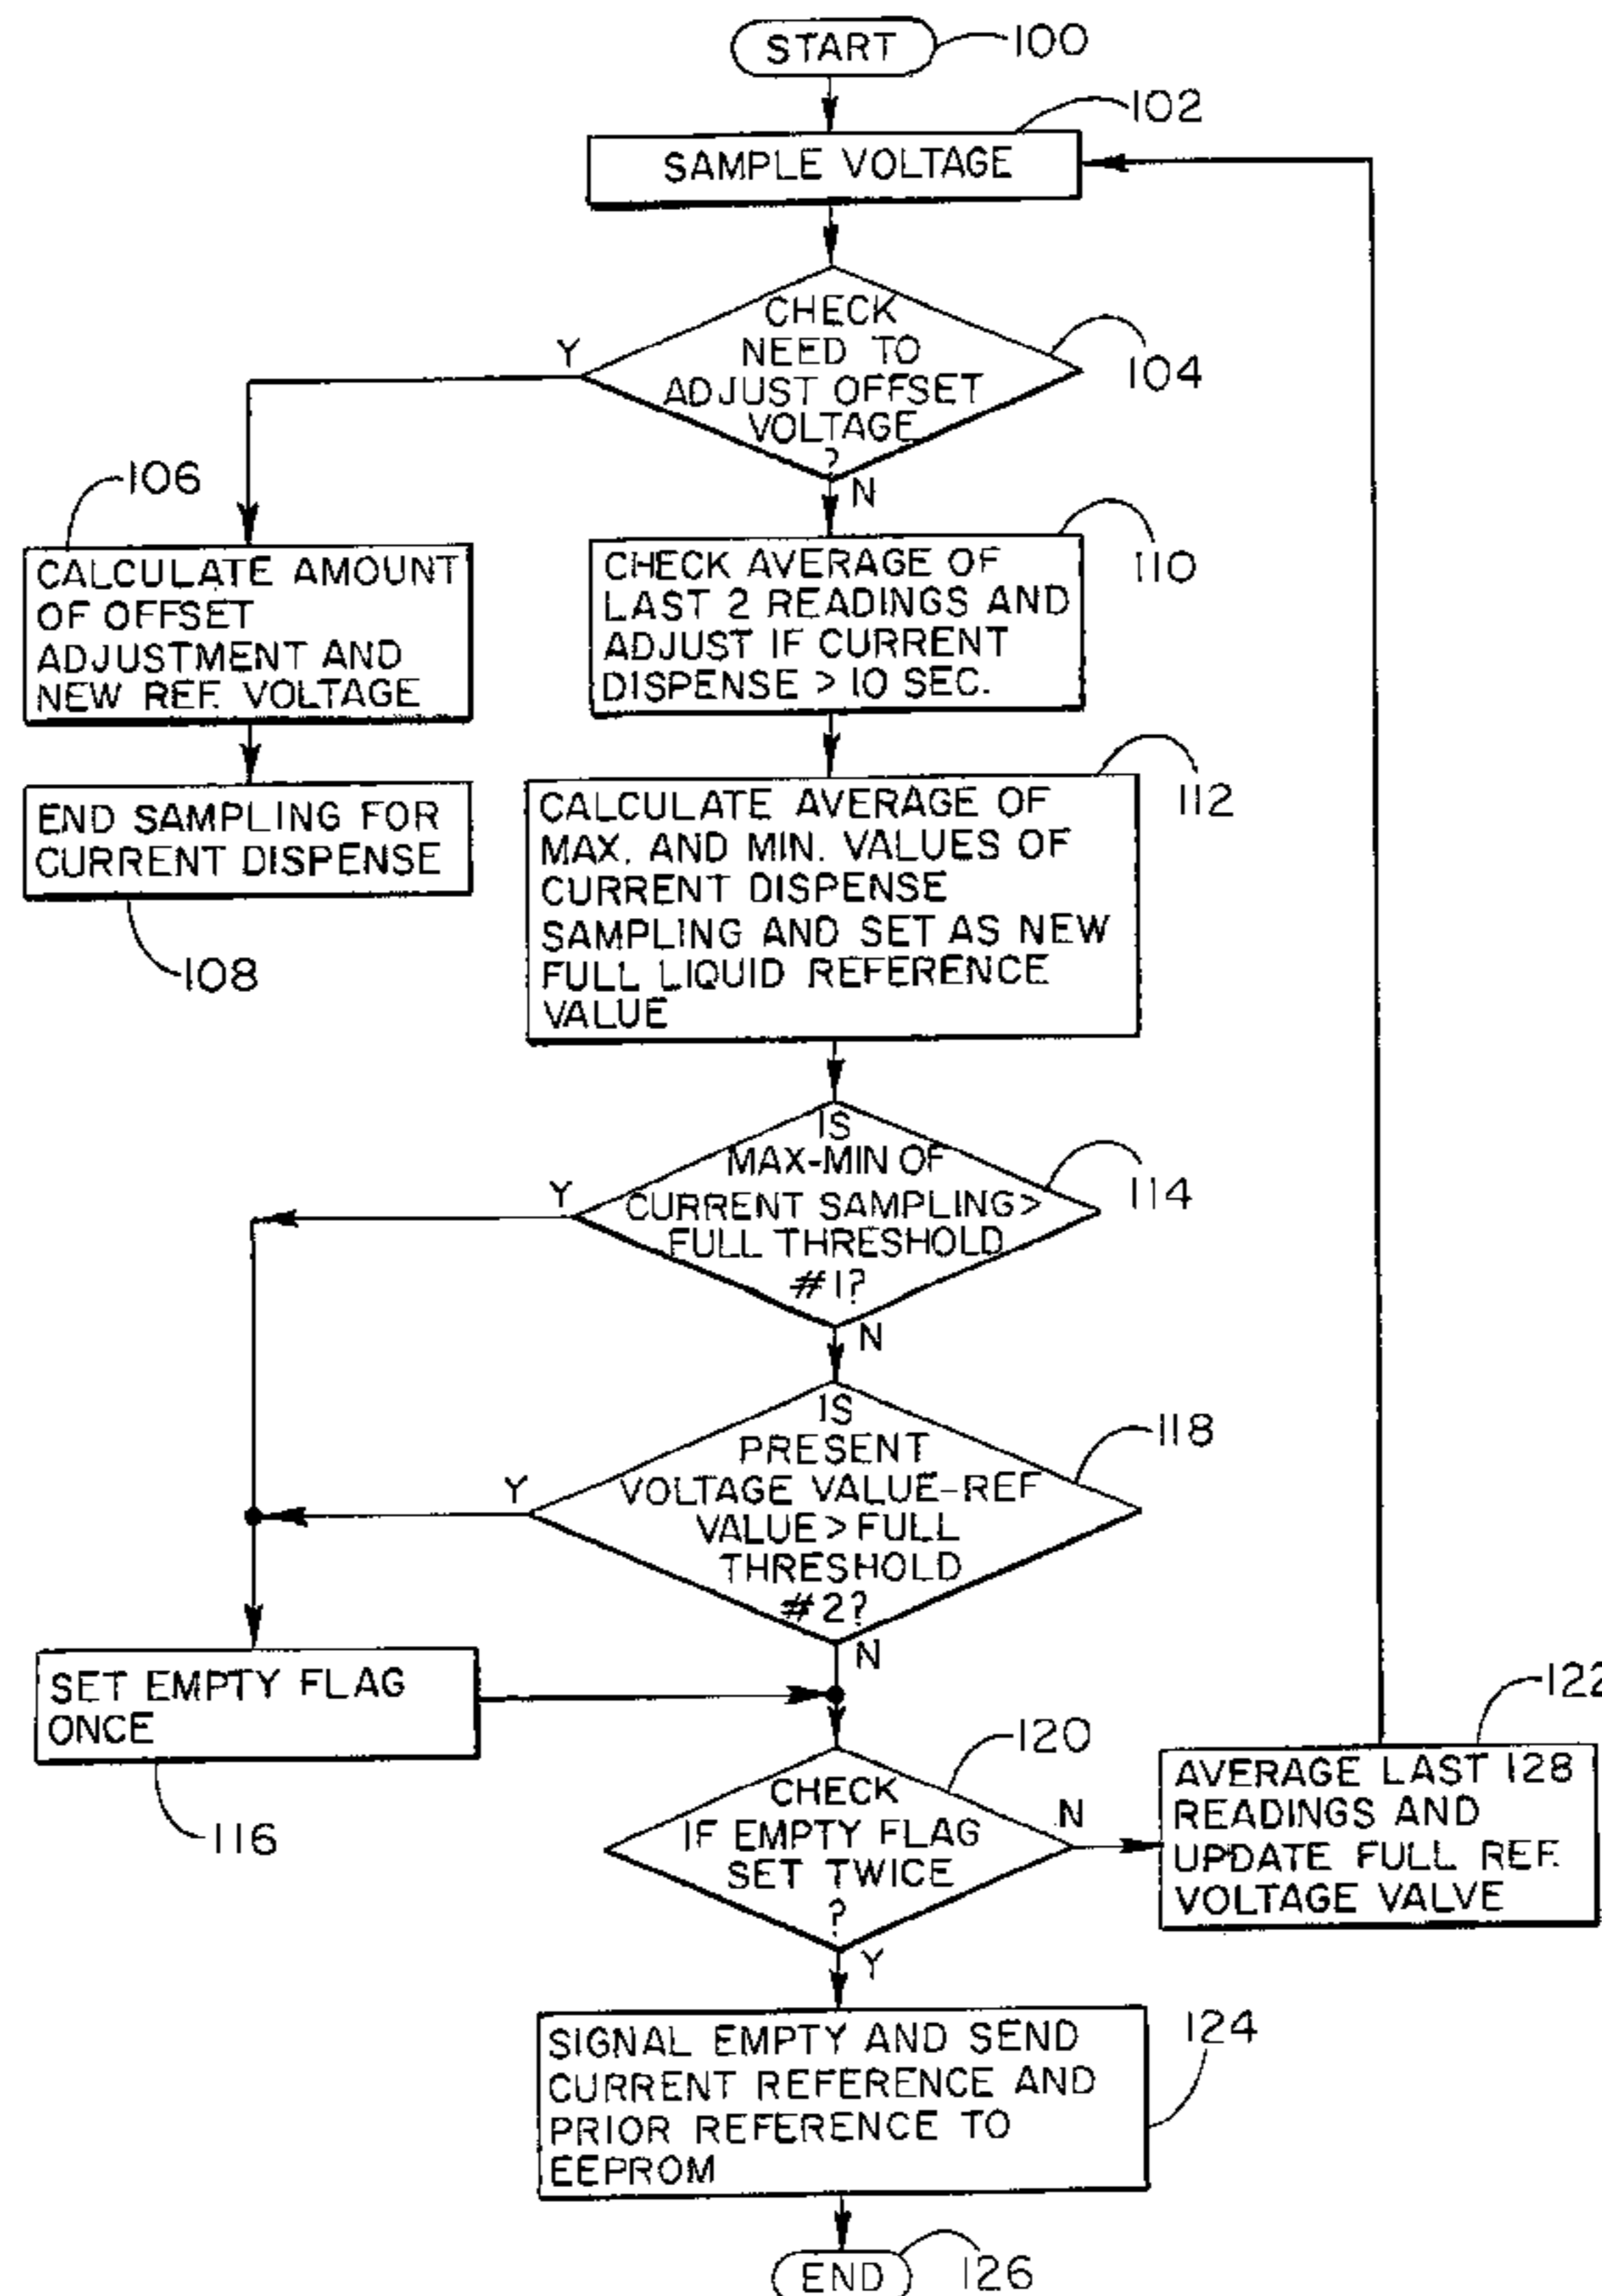 START
100
102
SAMPLE VOLTAGE
CHECK
NEED TO
ADJUST OFFSET
VOLTAGE
?
104
Y
N
106
CALCULATE AMOUNT
OF OFFSET
ADJUSTMENT AND
NEW REF. VOLTAGE
110
CHECK AVERAGE OF
LAST 2 READINGS AND
ADJUST IF CURRENT
DISPENSE > 10 SEC.
END SAMPLING FOR
CURRENT DISPENSE
108
112
CALCULATE AVERAGE OF
MAX. AND MIN. VALUES OF
CURRENT DISPENSE
SAMPLING AND SET AS NEW
FULL LIQUID REFERENCE
VALUE
IS
MAX-MIN OF
CURRENT SAMPLING >
FULL THRESHOLD
#1?
114
Y
N
IS
PRESENT
VOLTAGE VALUE-REF
VALUE > FULL
THRESHOLD
#2?
118
Y
N
SET EMPTY FLAG
ONCE
116
CHECK
IF EMPTY FLAG
SET TWICE
?
120
N
Y
122
AVERAGE LAST 128
READINGS AND
UPDATE FULL REF.
VOLTAGE VALVE
SIGNAL EMPTY AND SEND
CURRENT REFERENCE AND
PRIOR REFERENCE TO
EEPROM
124
END
126